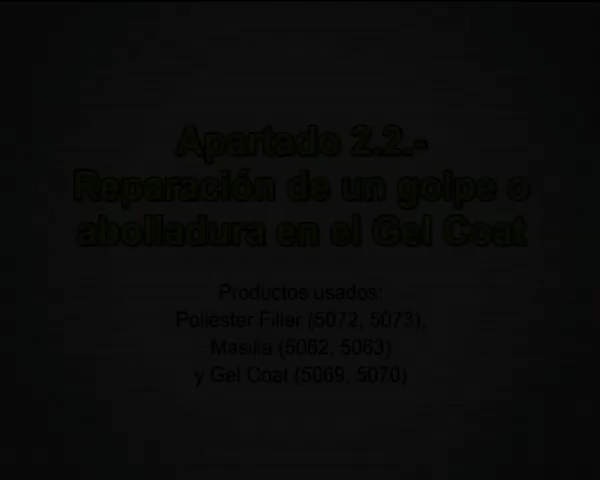 Apartado 2.2.-
Reparación de un golpe o
abolladura en el Gel Coat
Productos usados:
Poliéster Filler (5072, 5073),
Masilla (5062, 5063)
y Gel Coat (5069, 5070)